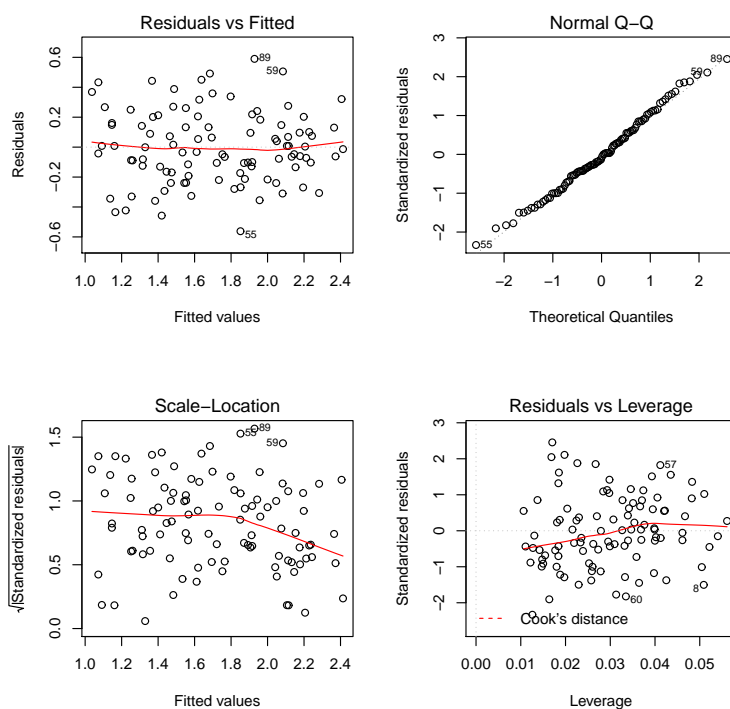 Residuals vs Fitted
Residuals
−0.6
−0.2
0.2
0.6
89
59
55
1.0 1.2 1.4 1.6 1.8 2.0 2.2 2.4
Fitted values
Normal Q−Q
Standardized residuals
−2
−1
0
1
2
3
89
59
55
−2 −1 0 1 2
Theoretical Quantiles
Scale−Location
√|Standardized residuals|
0.0
0.5
1.0
1.5
55 89
59
1.0 1.2 1.4 1.6 1.8 2.0 2.2 2.4
Fitted values
Residuals vs Leverage
Standardized residuals
−2
−1
0
1
2
3
57
60
8
Cook's distance
0.00 0.01 0.02 0.03 0.04 0.05
Leverage